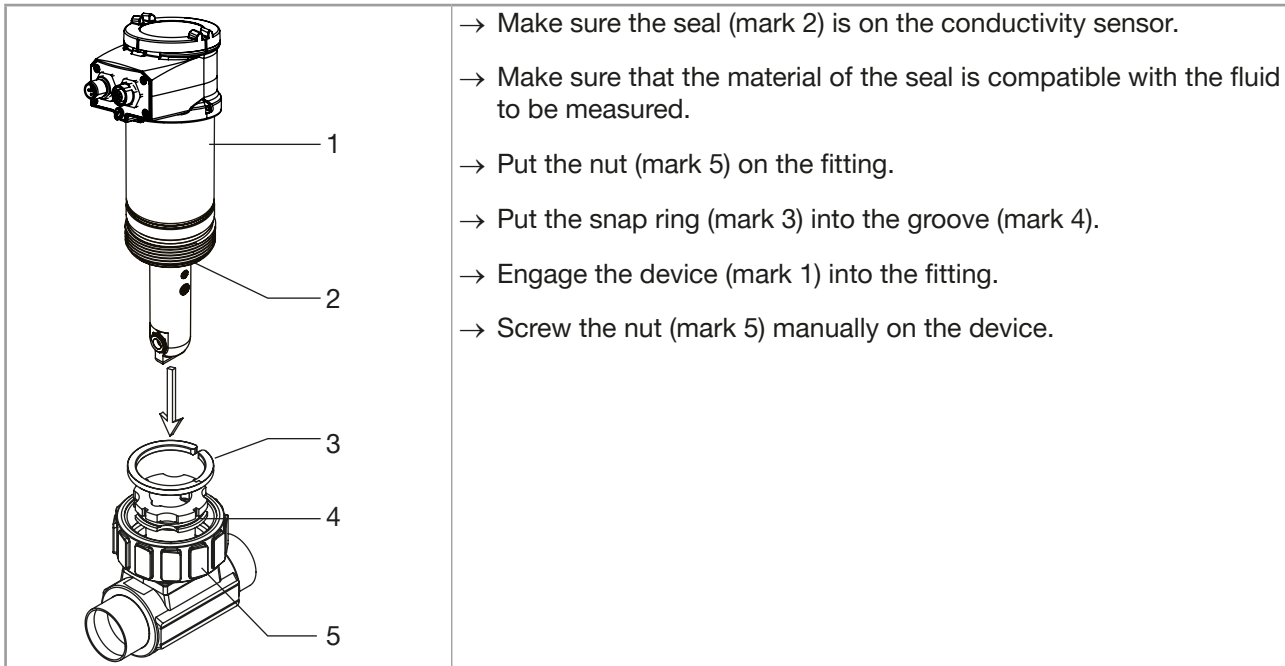 1
2
3
4
5
→ Make sure the seal (mark 2) is on the conductivity sensor.
→ Make sure that the material of the seal is compatible with the fluid
to be measured.
→ Put the nut (mark 5) on the fitting.
→ Put the snap ring (mark 3) into the groove (mark 4).
→ Engage the device (mark 1) into the fitting.
→ Screw the nut (mark 5) manually on the device.